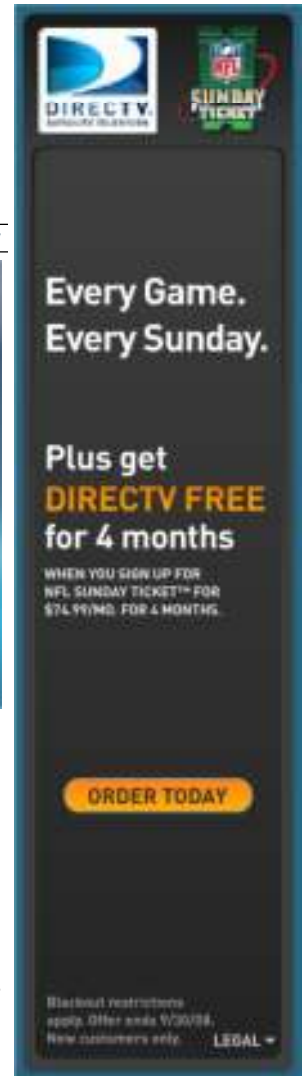 DIRECTV.
SATELLITE TELEVISION
NFL
SUNDAY
TICKET
Every Game.
Every Sunday.
Plus get
DIRECTV FREE
for 4 months
WHEN YOU SIGN UP FOR
NFL SUNDAY TICKET™ FOR
$74.99/MO. FOR 4 MONTHS.
ORDER TODAY
Blackout restrictions
apply. Offer ends 9/30/08.
New customers only.
LEGAL